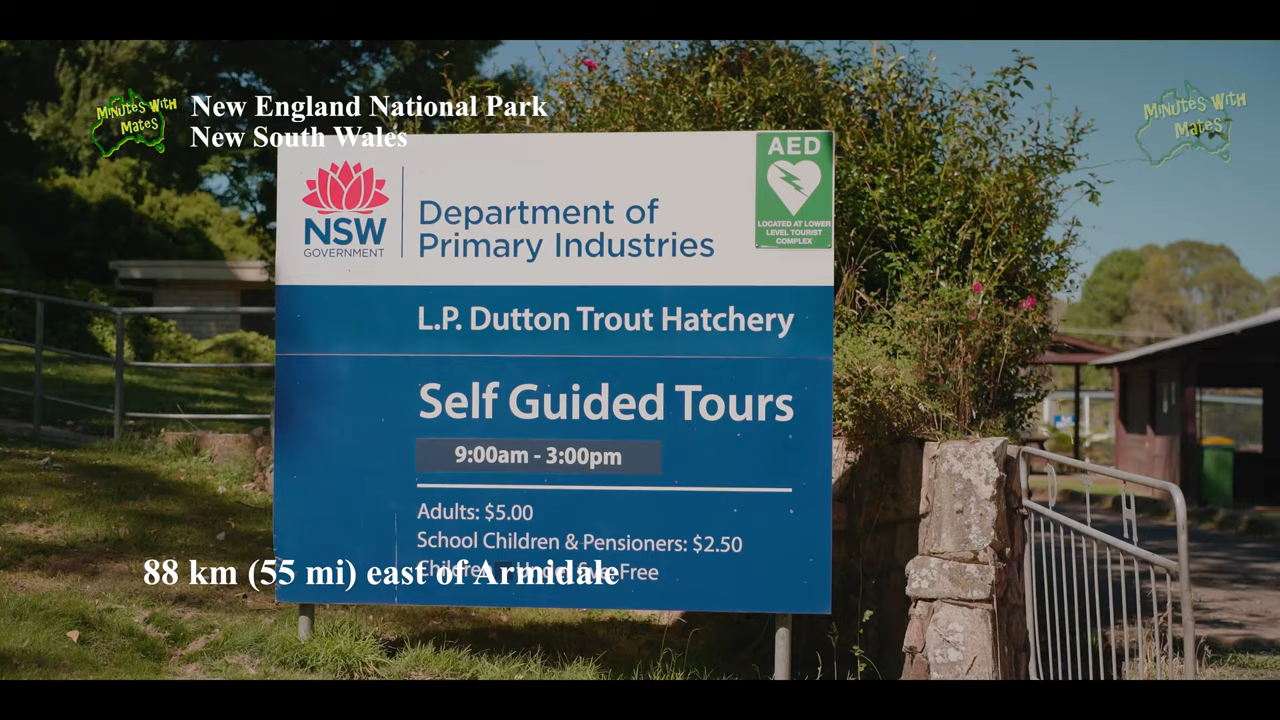 MINUTES WITH
MATES
New England National Park
New South Wales
MINUTES WITH
MATES
NSW
GOVERNMENT
Department of
Primary Industries
AED
LOCATED AT LOWER
LEVEL TOURIST
COMPLEX
L.P. Dutton Trout Hatchery
Self Guided Tours
9:00am - 3:00pm
Adults: $5.00
School Children & Pensioners: $2.50
Free
88 km (55 mi) east of Armidale